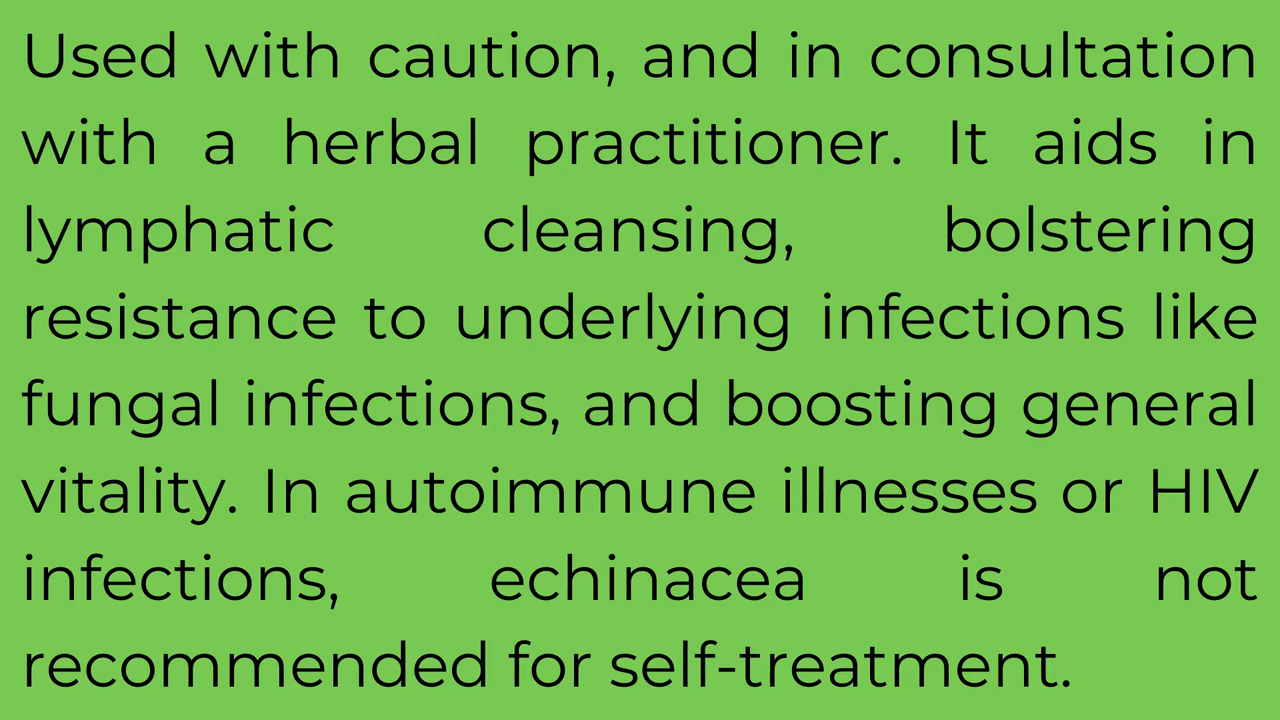 Used with caution, and in consultation
with a herbal practitioner. It aids in
lymphatic cleansing, bolstering
resistance to underlying infections like
fungal infections, and boosting general
vitality. In autoimmune illnesses or HIV
infections, echinacea is not
recommended for self-treatment.